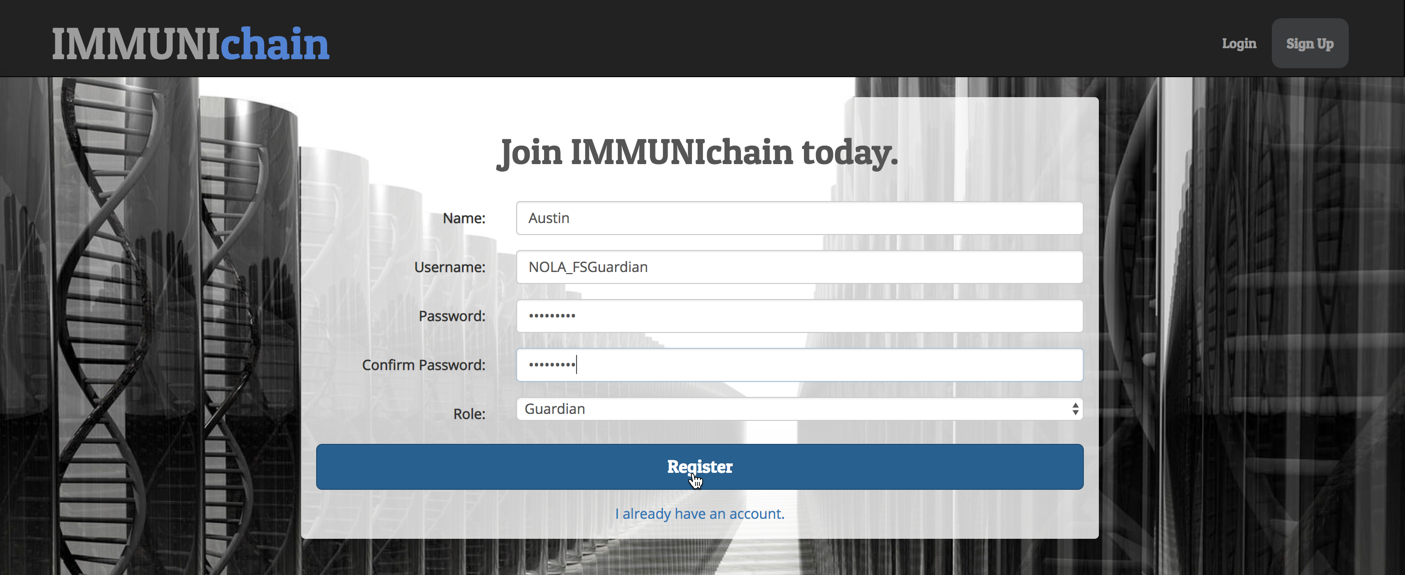 IMMUNIchain
Login
Sign Up
Join IMMUNIchain today.
Name:
Austin
Username:
NOLA_FSGuardian
Password:
•••••••••
Confirm Password:
•••••••••
Role:
Guardian
Register
I already have an account.